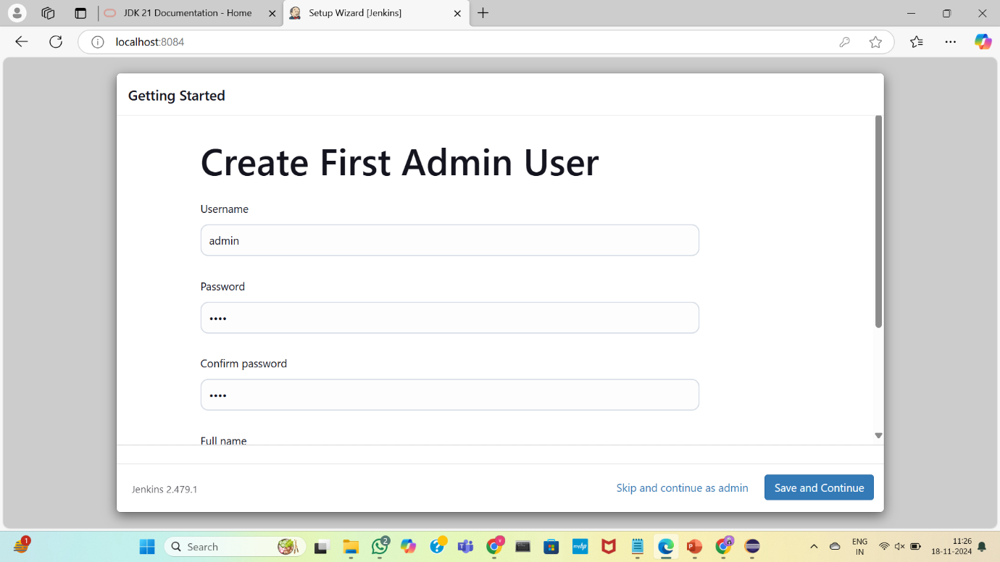 JDK 21 Documentation - Home
Setup Wizard [Jenkins]
localhost:8084
Getting Started
Create First Admin User
Username
admin
Password
••••
Confirm password
••••
Full name
Jenkins 2.479.1
Skip and continue as admin
Save and Continue
1
Search
2
V
myhp
P
ENG
IN
11:26
18-11-2024